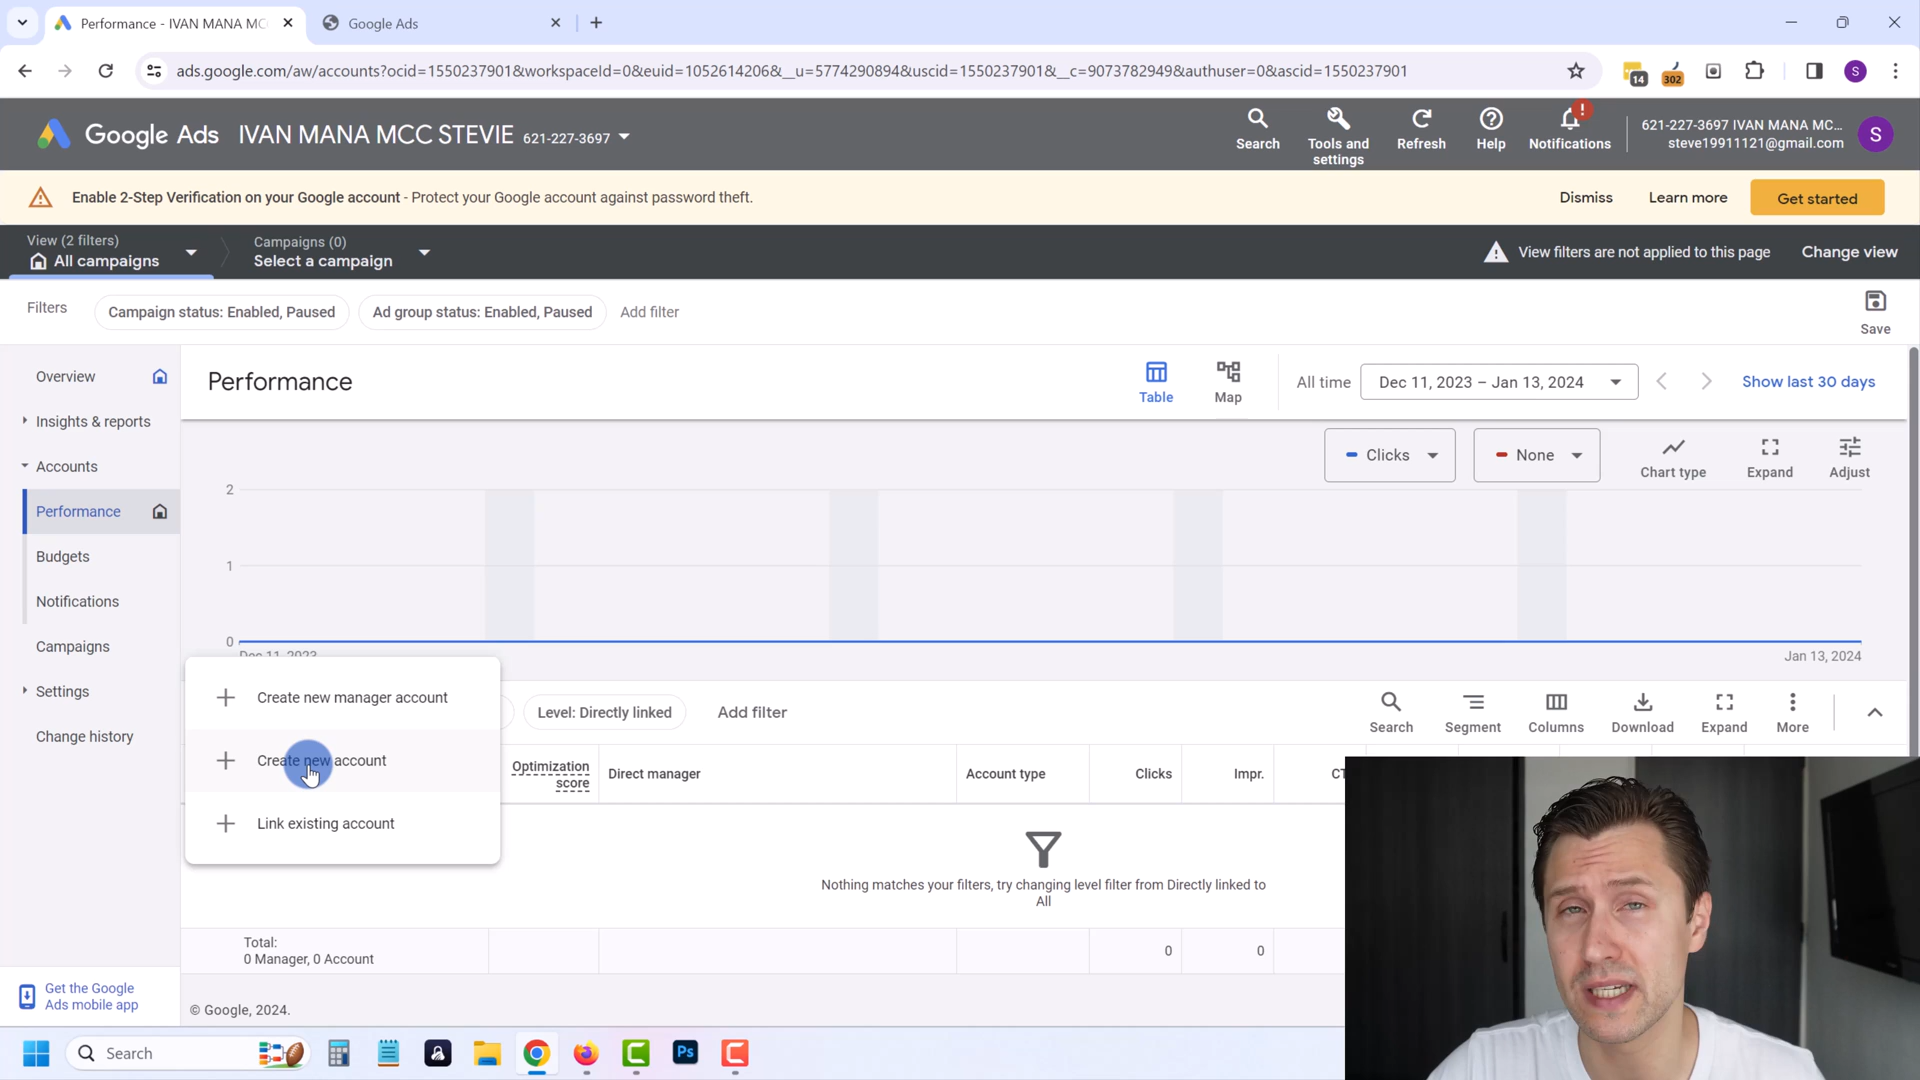 Performance - IVAN MANA MC
Google Ads
ads.google.com/aw/accounts?ocid=1550237901&workspaceId=0&euid=1052614206&__u=5774290894&uscid=1550237901&__c=9073782949&authuser=0&ascid=1550237901
14
302
S
Google Ads IVAN MANA MCC STEVIE 621-227-3697
Search
Tools and
settings
Refresh
Help
Notifications
621-227-3697 IVAN MANA MC...
steve19911121@gmail.com
S
Enable 2-Step Verification on your Google account - Protect your Google account against password theft.
Dismiss
Learn more
Get started
View (2 filters)
All campaigns
Campaigns (0)
Select a campaign
View filters are not applied to this page
Change view
Filters
Campaign status: Enabled, Paused
Ad group status: Enabled, Paused
Add filter
Save
Overview
Insights & reports
Accounts
Performance
Budgets
Notifications
Campaigns
Settings
Change history
Get the Google
Ads mobile app
Performance
Table
Map
All time
Dec 11, 2023 – Jan 13, 2024
Show last 30 days
Clicks
None
Chart type
Expand
Adjust
2
1
0
Dec 11, 2023
Jan 13, 2024
Create new manager account
Create new account
Link existing account
Level: Directly linked
Add filter
Search
Segment
Columns
Download
Expand
More
Optimization
score
Direct manager
Account type
Clicks
Impr.
CT
Nothing matches your filters, try changing level filter from Directly linked to
All
Total:
0 Manager, 0 Account
0
0
© Google, 2024.
Search
Ps